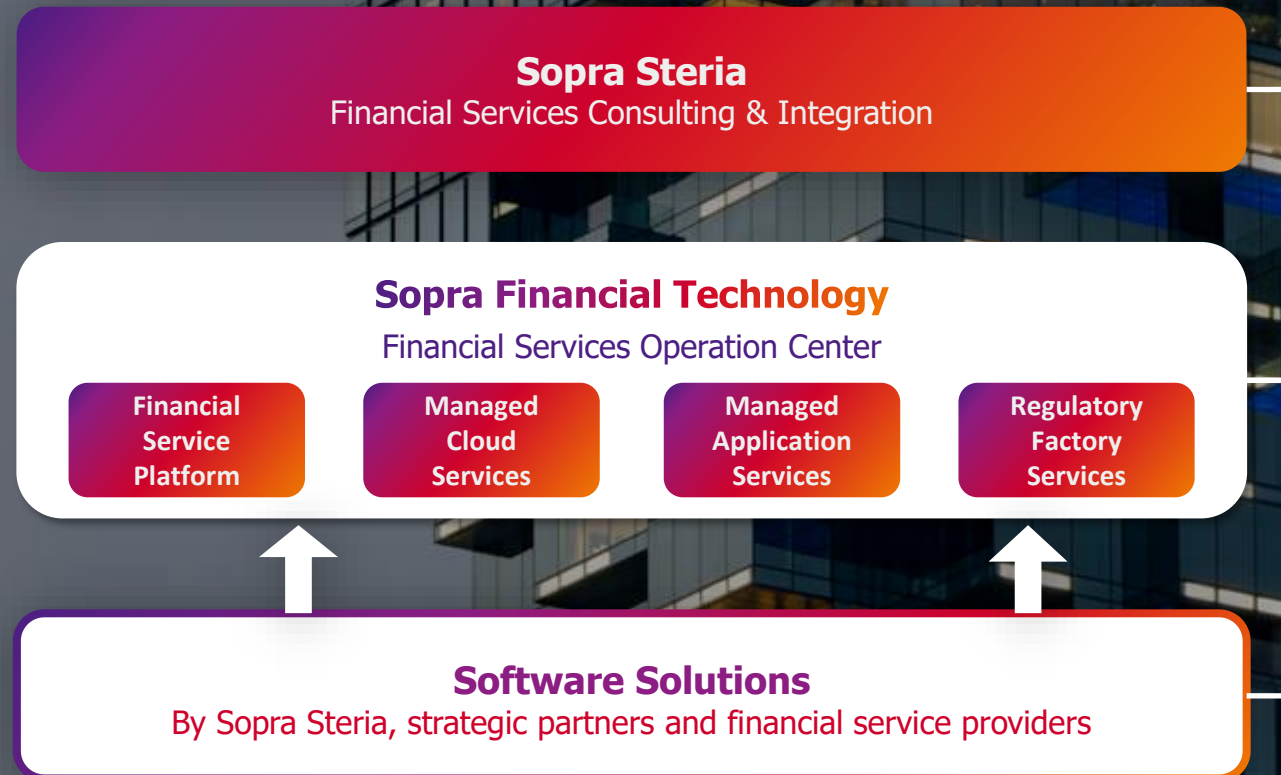 Sopra Steria
Financial Services Consulting & Integration
Sopra Financial Technology
Financial Services Operation Center
Financial
Service
Platform
Managed
Cloud
Services
Managed
Application
Services
Regulatory
Factory
Services
Software Solutions
By Sopra Steria, strategic partners and financial service providers